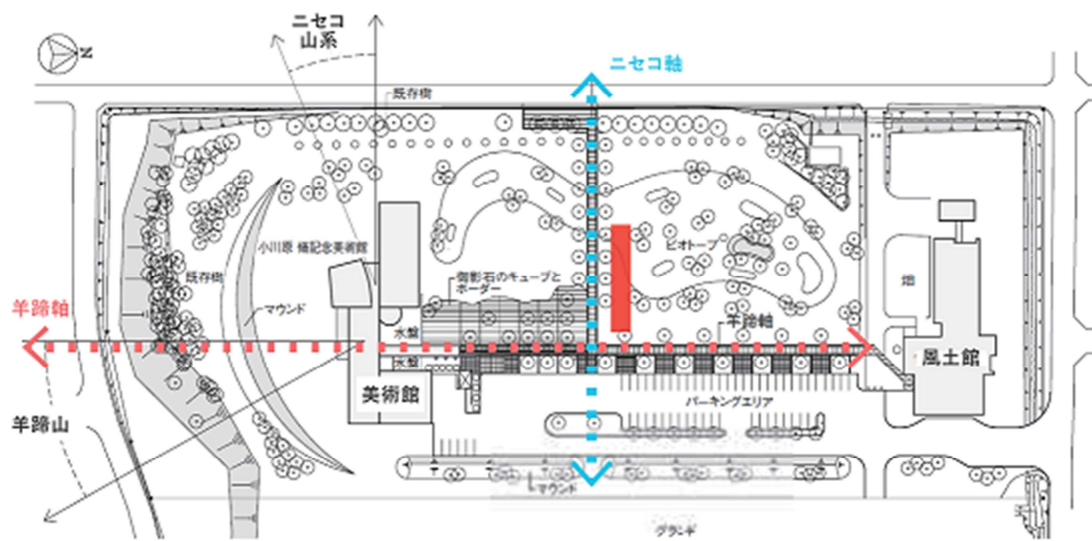 ニセコ
山系
N
ニセコ軸
既存樹
小川原 脩記念美術館
ビオトープ
既存樹
御影石のキューブと
ボーダー
畑
マウンド
羊蹄軸
水盤
羊蹄軸
水盤
風土館
美術館
パーキングエリア
羊蹄山
マウンド
グランド